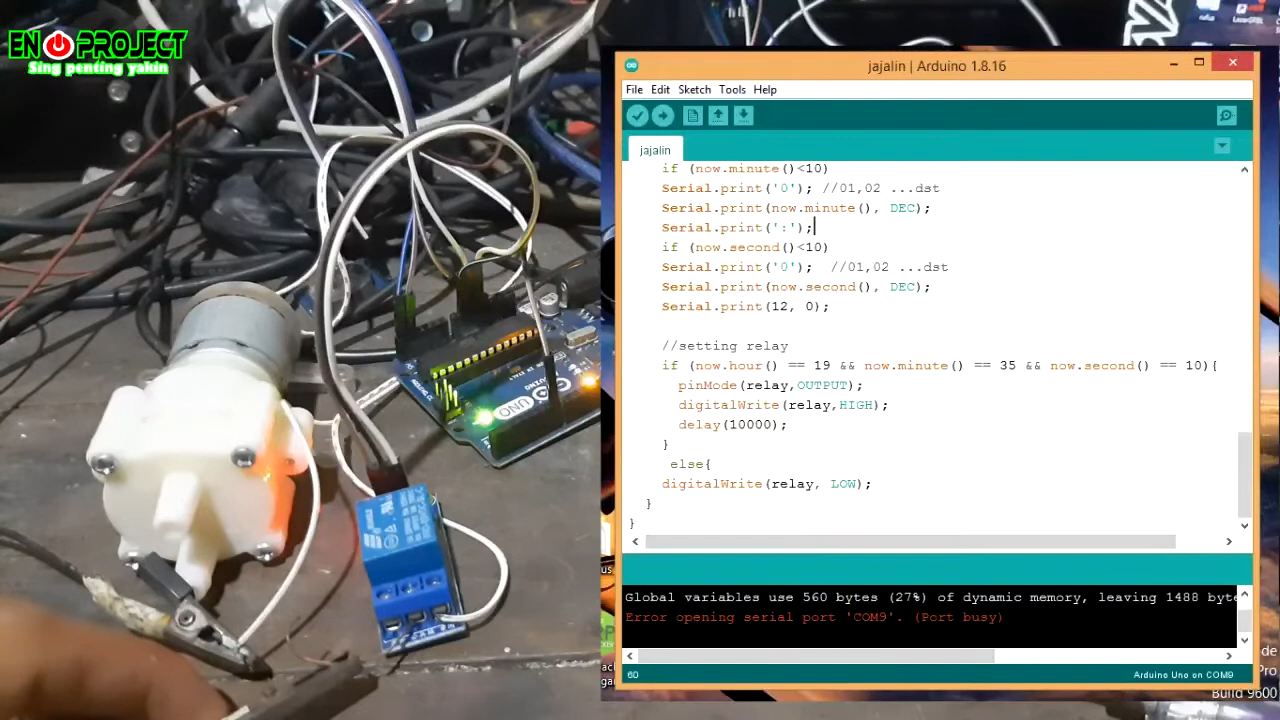 EN PROJECT
Sing penting yakin
jajalin | Arduino 1.8.16
File Edit Sketch Tools Help
jajalin
if (now.minute()<10)
Serial.print('0'); //01,02 ...dst
Serial.print(now.minute(), DEC);
Serial.print(':');
if (now.second()<10)
Serial.print('0'); //01,02 ...dst
Serial.print(now.second(), DEC);
Serial.print(12, 0);
//setting relay
if (now.hour() == 19 && now.minute() == 35 && now.second() == 10){
pinMode(relay,OUTPUT);
digitalWrite(relay,HIGH);
delay(10000);
}
else{
digitalWrite(relay, LOW);
}
}
Global variables use 560 bytes (27%) of dynamic memory, leaving 1488 byte
Error opening serial port 'COM9'. (Port busy)
60
Arduino Uno on COM9
Pro
Build 9600
UNO